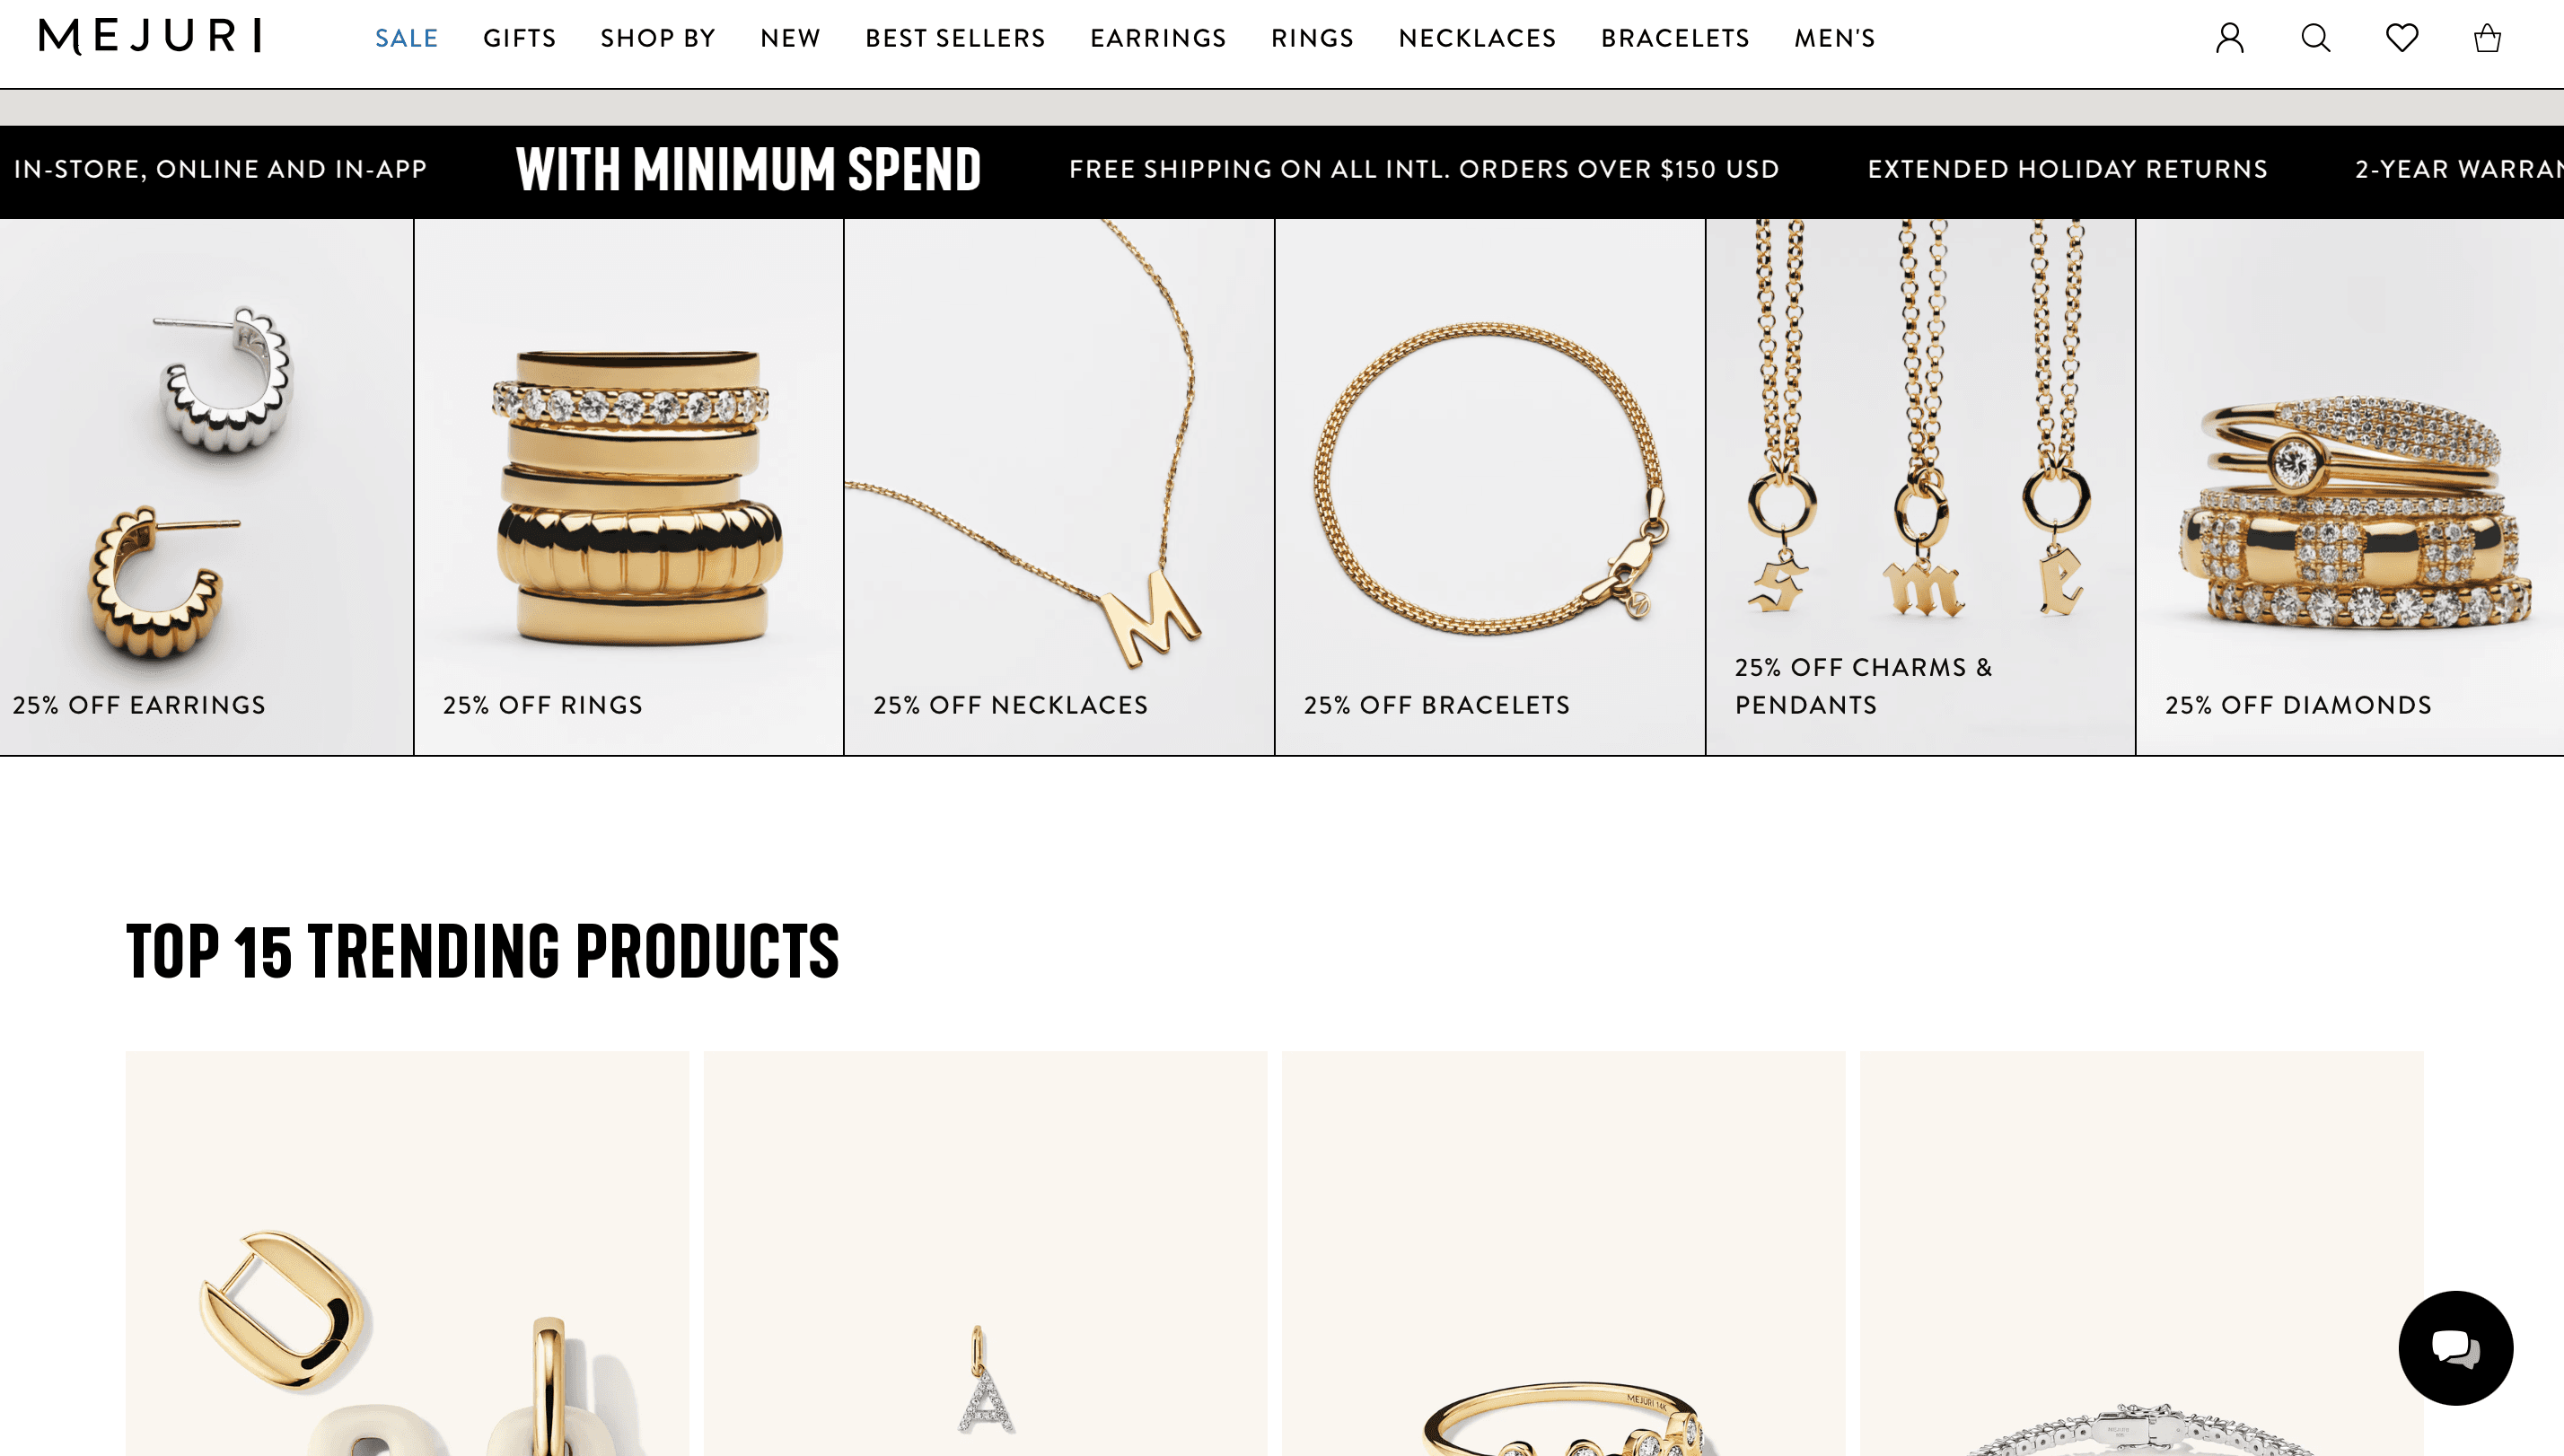 MEJURI
SALE GIFTS SHOP BY NEW BEST SELLERS EARRINGS RINGS NECKLACES BRACELETS MEN'S
IN-STORE, ONLINE AND IN-APP WITH MINIMUM SPEND FREE SHIPPING ON ALL INTL. ORDERS OVER $150 USD EXTENDED HOLIDAY RETURNS 2-YEAR WARRAN
25% OFF EARRINGS
25% OFF RINGS
25% OFF NECKLACES
25% OFF BRACELETS
25% OFF CHARMS &
PENDANTS
25% OFF DIAMONDS
TOP 15 TRENDING PRODUCTS
MEJURI 14K